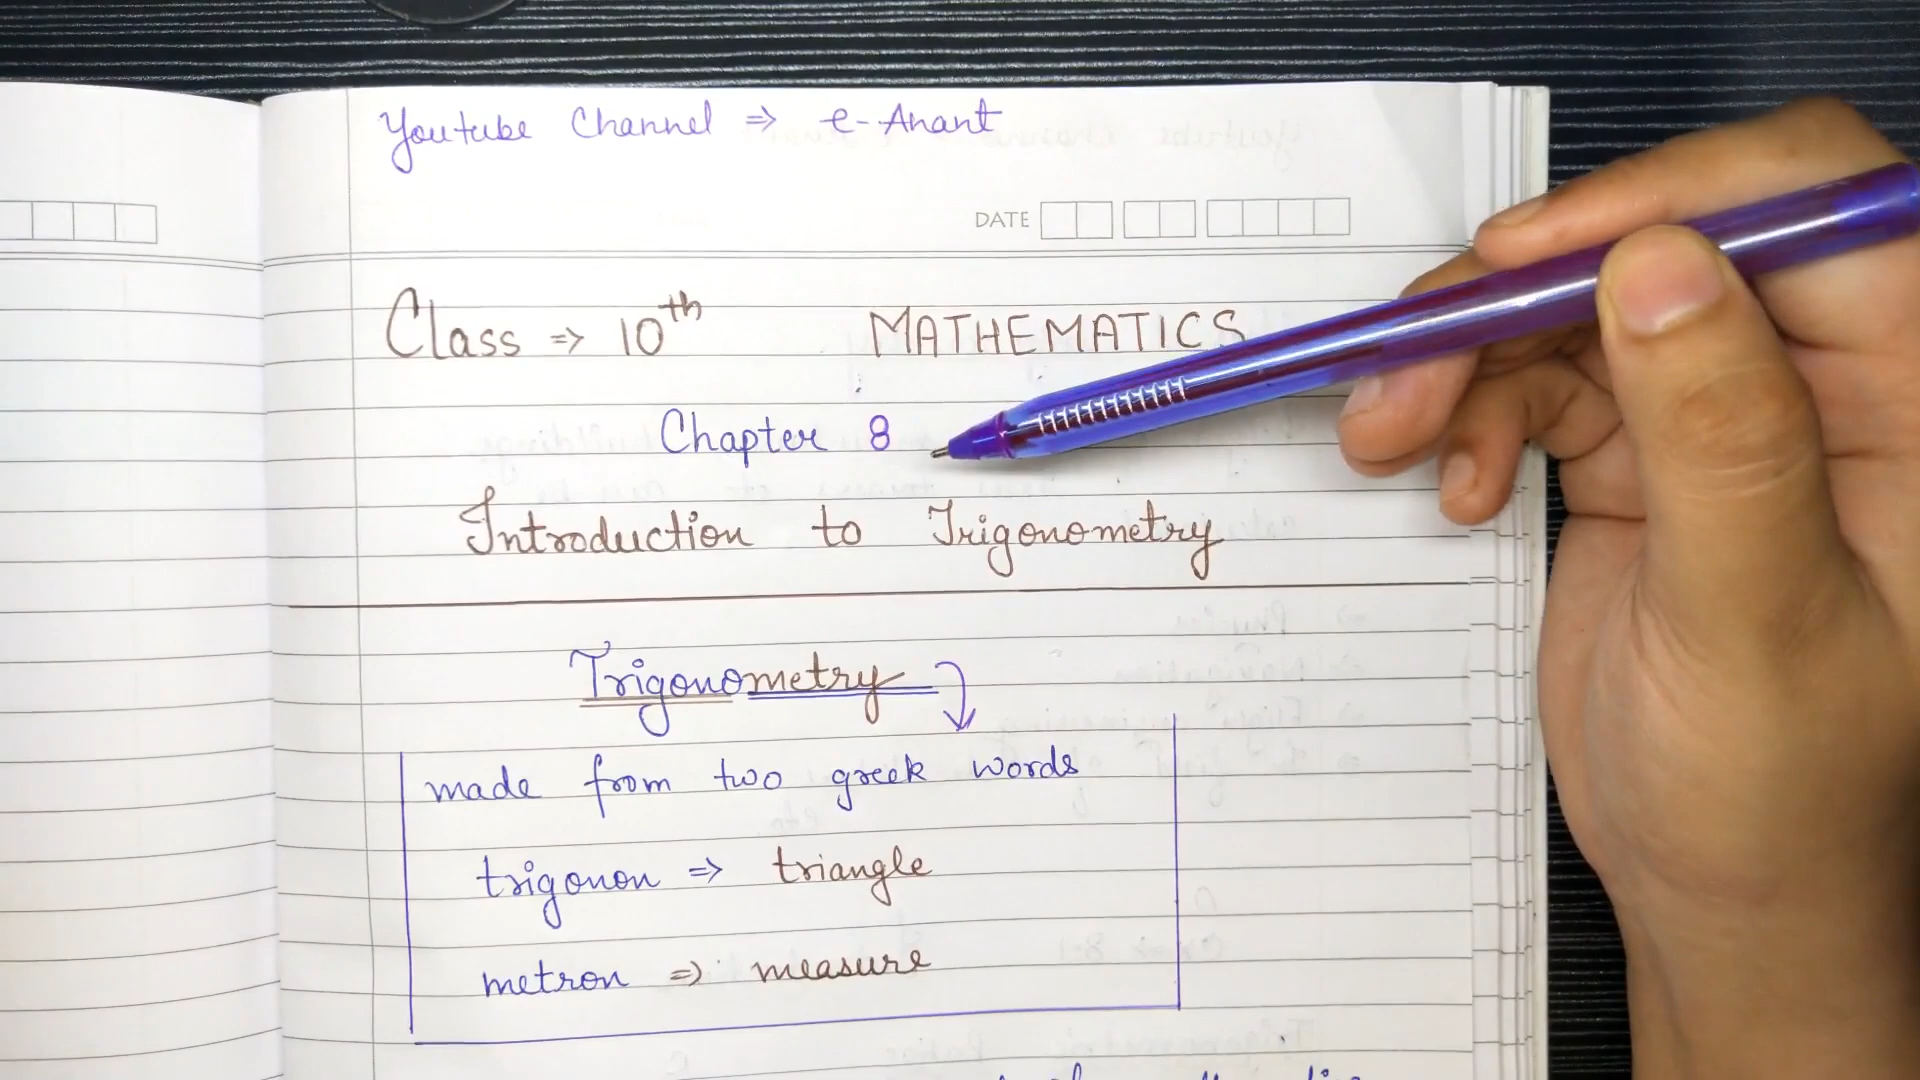 Youtube Channel ⇒ e-Anant
DATE
Class ⇒ 10th MATHEMATICS
Chapter 8
Introduction to Trigonometry
Trigonometry
made from two greek words
trigonon ⇒ triangle
metron ⇒ measure